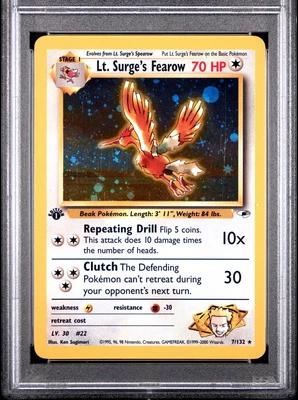 Evolves from Lt. Surge's Spearow Put Lt. Surge's Fearow on the Basic Pokémon
STAGE 1
Lt. Surge's Fearow 70 HP
Beak Pokémon. Length: 3' 11", Weight: 84 lbs.
Repeating Drill Flip 5 coins.
This attack does 10 damage times
the number of heads.
10x
Clutch The Defending
Pokémon can't retreat during
your opponent's next turn.
30
weakness resistance -30
retreat cost
LV. 30 #22
Illus. Ken Sugimori ©1995, 96, 98 Nintendo, Creatures, GAMEFREAK. ©1999-2000 Wizards. 7/132 ★